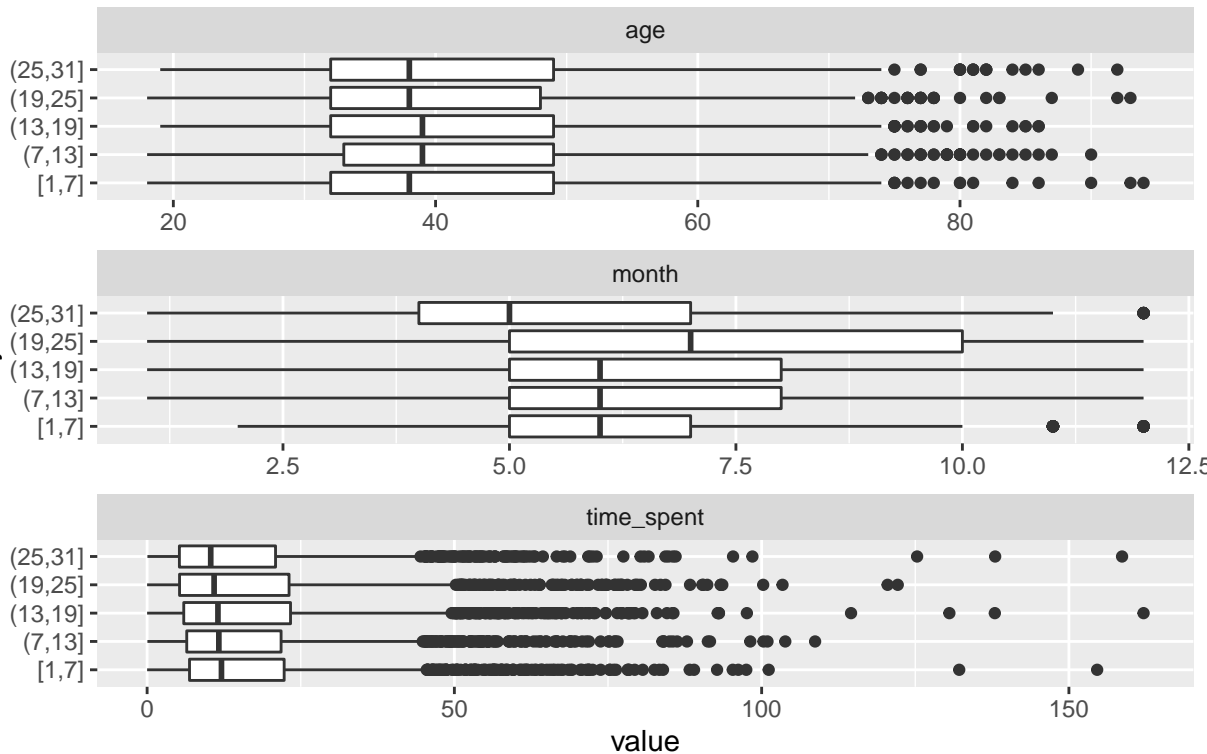 age
(25,31]
(19,25]
(13,19]
(7,13]
[1,7]
20 40 60 80
month
(25,31]
(19,25]
(13,19]
(7,13]
[1,7]
2.5 5.0 7.5 10.0 12.5
time_spent
(25,31]
(19,25]
(13,19]
(7,13]
[1,7]
0 50 100 150
value